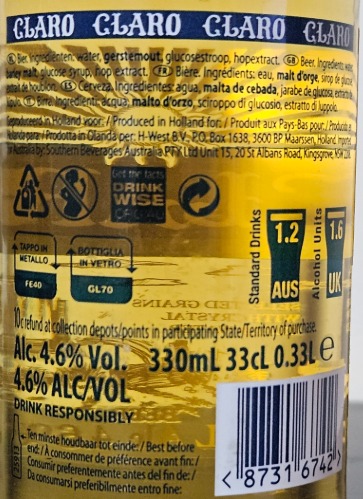 CLARO CLARO CLARO CLARO
Bier. Ingrediënten: water, gerstemout, glucosestroop, hopextract. GB Beer. Ingredients: water,
barley malt, glucose syrup, hop extract. FR Bière. Ingrédients: eau, malt d'orge, sirop de
extrait de houblon. ES Cerveza. Ingredientes: agua, malta de cebada, jarabe de glucosa, extracto
lúpulo. Birra. Ingredienti: acqua, malto d'orzo, sciroppo di glucosio, estratto di luppolo.
Geproduceerd in Holland voor: / Produced in Holland for: / Produit aux Pays-Bas pour: /
/ Prodotta in Olanda per: H-West B.V., P.O. Box 1638, 3600 BP Maarssen, Holland,
Australia by: Southern Beverages Australia PTY Ltd Unit 15, 20 St Albans Road, Kingsgrove, NSW
Get the facts
DRINK
WISE
ORG.AU
Standard Drinks
1.2
AUS
Alcohol Units
1.6
UK
TAPPO IN
METALLO
FE40
BOTTIGLIA
IN VETRO
GL70
10c refund at collection depots/points in participating State/Territory of purchase.
Alc. 4.6% Vol. 330mL 33cL 0.33L e
4.6% ALC/VOL
DRINK RESPONSIBLY
25913
Ten minste houdbaar tot einde: / Best before
end: / À consommer de préférence avant fin: /
Consumir preferentemente antes del fin de: /
Da consumarsi preferibilmente entro fine:
< 8731 6742 >